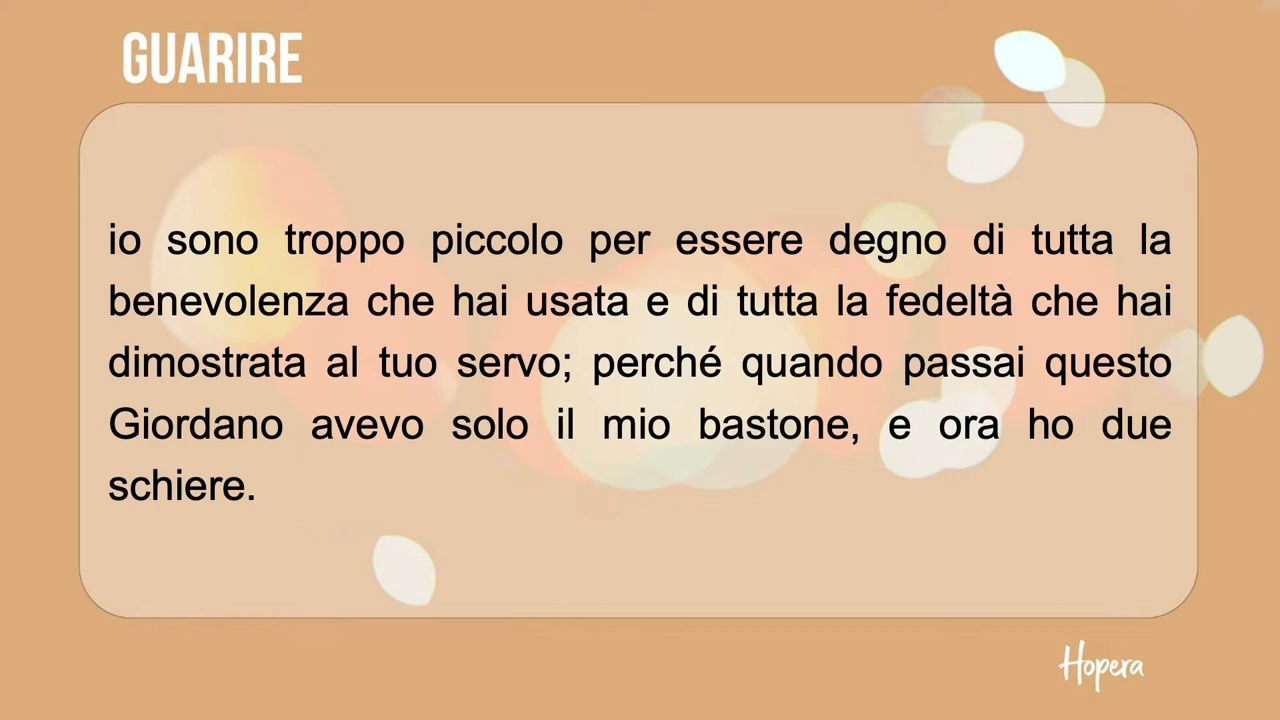 GUARIRE
io sono troppo piccolo per essere degno di tutta la
benevolenza che hai usata e di tutta la fedeltà che hai
dimostrata al tuo servo; perché quando passai questo
Giordano avevo solo il mio bastone, e ora ho due
schiere.
Hopera